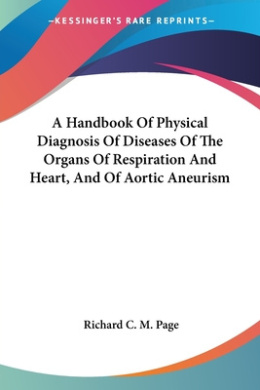 KESSINGER'S RARE REPRINTS
A Handbook Of Physical
Diagnosis Of Diseases Of The
Organs Of Respiration And
Heart, And Of Aortic Aneurism
Richard C. M. Page